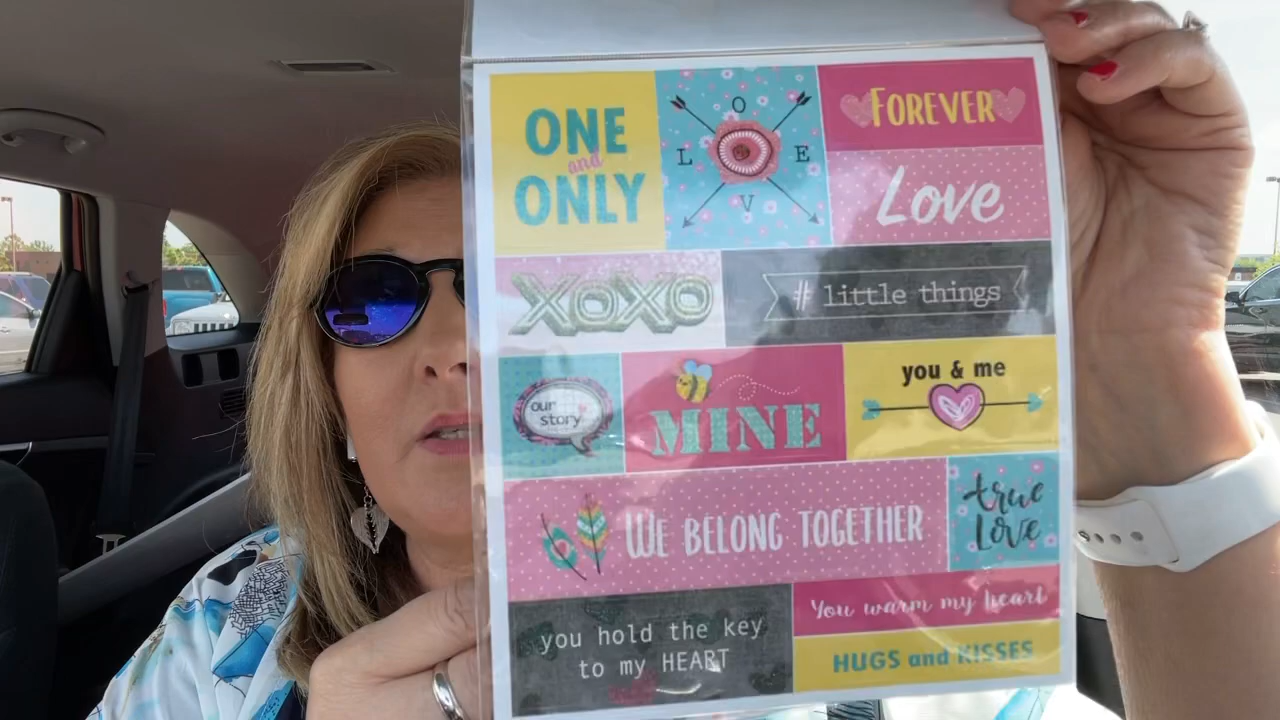 ONE
and
ONLY
O
L E
V
FOREVER
Love
XOXO
# little things
our
story
MINE
you & me
WE BELONG TOGETHER
true
Love
you hold the key
to my HEART
You warm my heart
HUGS and KISSES